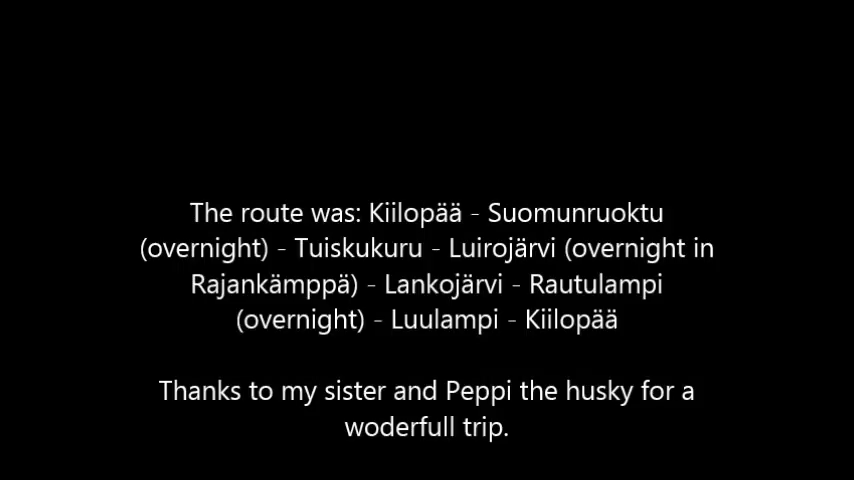 The route was: Kiilopää - Suomunruoktu
(overnight) - Tuiskukuru - Luirojärvi (overnight in
Rajankämppä) - Lankojärvi - Rautulampi
(overnight) - Luulampi - Kiilopää
Thanks to my sister and Peppi the husky for a
woderfull trip.